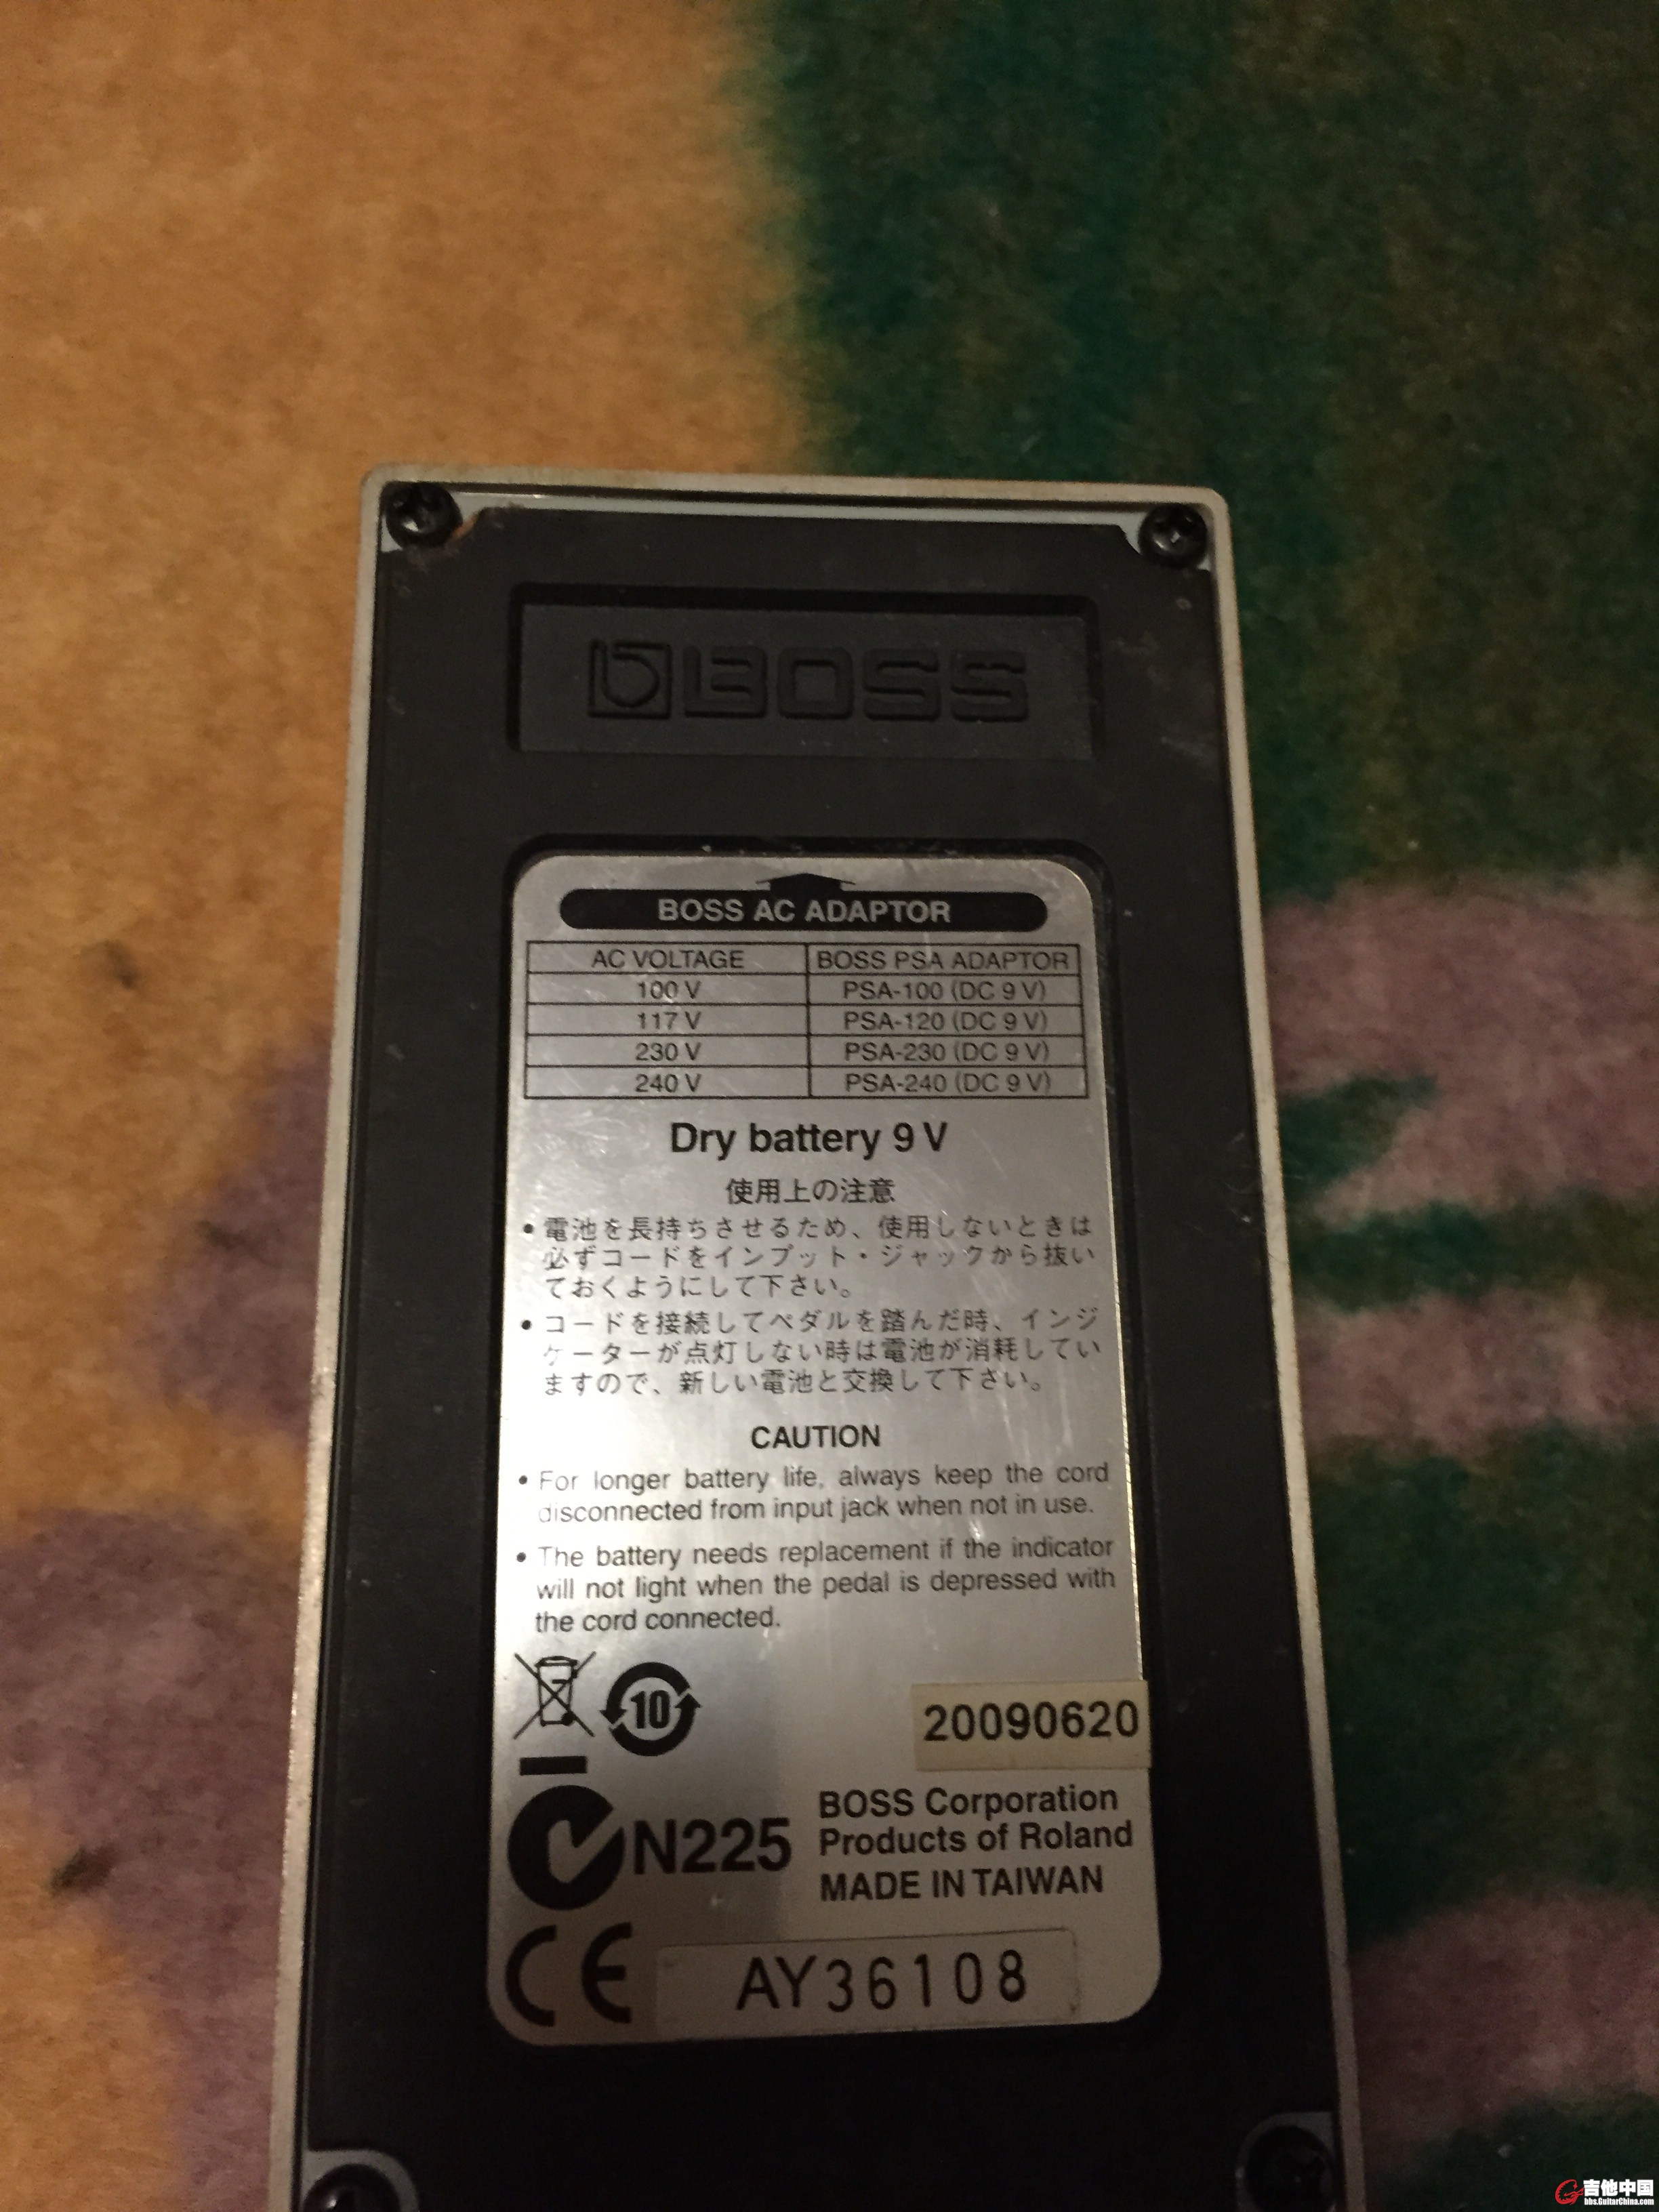 BOSS
BOSS AC ADAPTOR
AC VOLTAGE BOSS PSA ADAPTOR
100 V PSA-100 (DC 9 V)
117 V PSA-120 (DC 9 V)
230 V PSA-230 (DC 9 V)
240 V PSA-240 (DC 9 V)
Dry battery 9 V
使用上の注意
• 電池を長持ちさせるため、使用しないときは
必ずコードをインプット・ジャックから抜い
ておくようにして下さい。
• コードを接続してペダルを踏んだ時、インジ
ケーターが点灯しない時は電池が消耗してい
ますので、新しい電池と交換して下さい。
CAUTION
• For longer battery life, always keep the cord
disconnected from input jack when not in use.
• The battery needs replacement if the indicator
will not light when the pedal is depressed with
the cord connected.
10
20090620
N225
BOSS Corporation
Products of Roland
MADE IN TAIWAN
CE
AY36108
吉他中国
bbs.GuitarChina.com